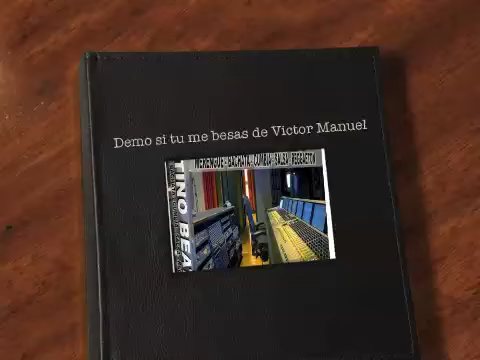 Demo si tu me besas de Victor Manuel
MERENGUE BACHATA CUMBIA SALSA REGGAETON
TINO BEA